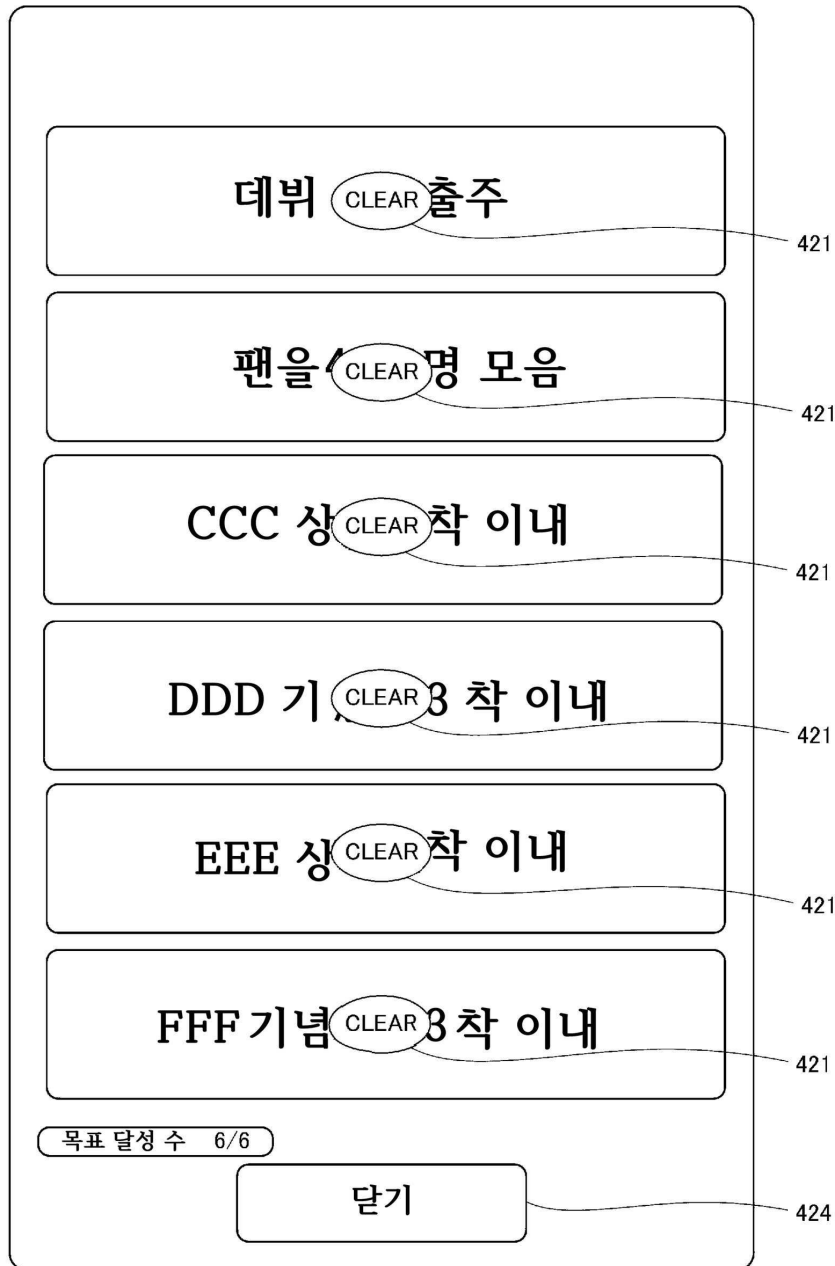 데뷔 CLEAR 출주
421
팬을 CLEAR 명 모음
421
CCC 상 CLEAR 착 이내
421
DDD 기 CLEAR 3 착 이내
421
EEE 상 CLEAR 착 이내
421
FFF 기념 CLEAR 3착 이내
421
목표 달성 수 6/6
닫기
424